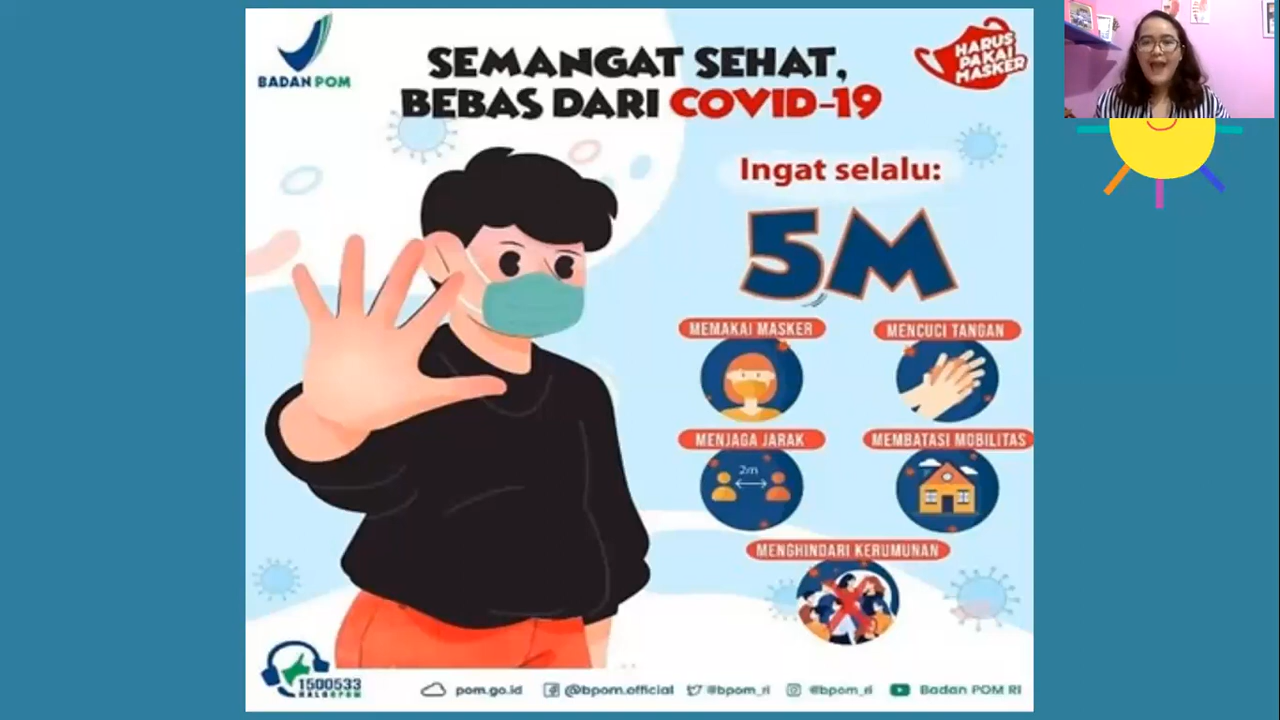 BADAN POM
SEMANGAT SEHAT,
BEBAS DARI COVID-19
HARUS
PAKAI
MASKER
Ingat selalu:
5M
MEMAKAI MASKER
MENCUCI TANGAN
MENJAGA JARAK
2m
MEMBATASI MOBILITAS
MENGHINDARI KERUMUNAN
1500533
HALOBPOM
pom.go.id
@bpom.official
@bpom_ri
@bpom_ri
Badan POM RI